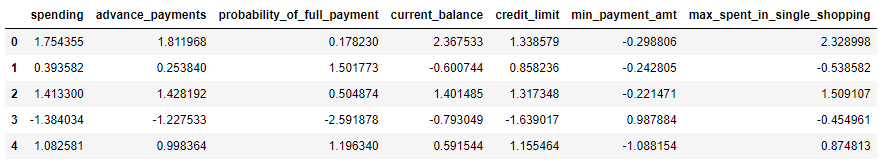 spending advance_payments probability_of_full_payment current_balance credit_limit min_payment_amt max_spent_in_single_shopping
0 1.754355 1.811968 0.178230 2.367533 1.338579 -0.298806 2.328998
1 0.393582 0.253840 1.501773 -0.600744 0.858236 -0.242805 -0.538582
2 1.413300 1.428192 0.504874 1.401485 1.317348 -0.221471 1.509107
3 -1.384034 -1.227533 -2.591878 -0.793049 -1.639017 0.987884 -0.454961
4 1.082581 0.998364 1.196340 0.591544 1.155464 -1.088154 0.874813